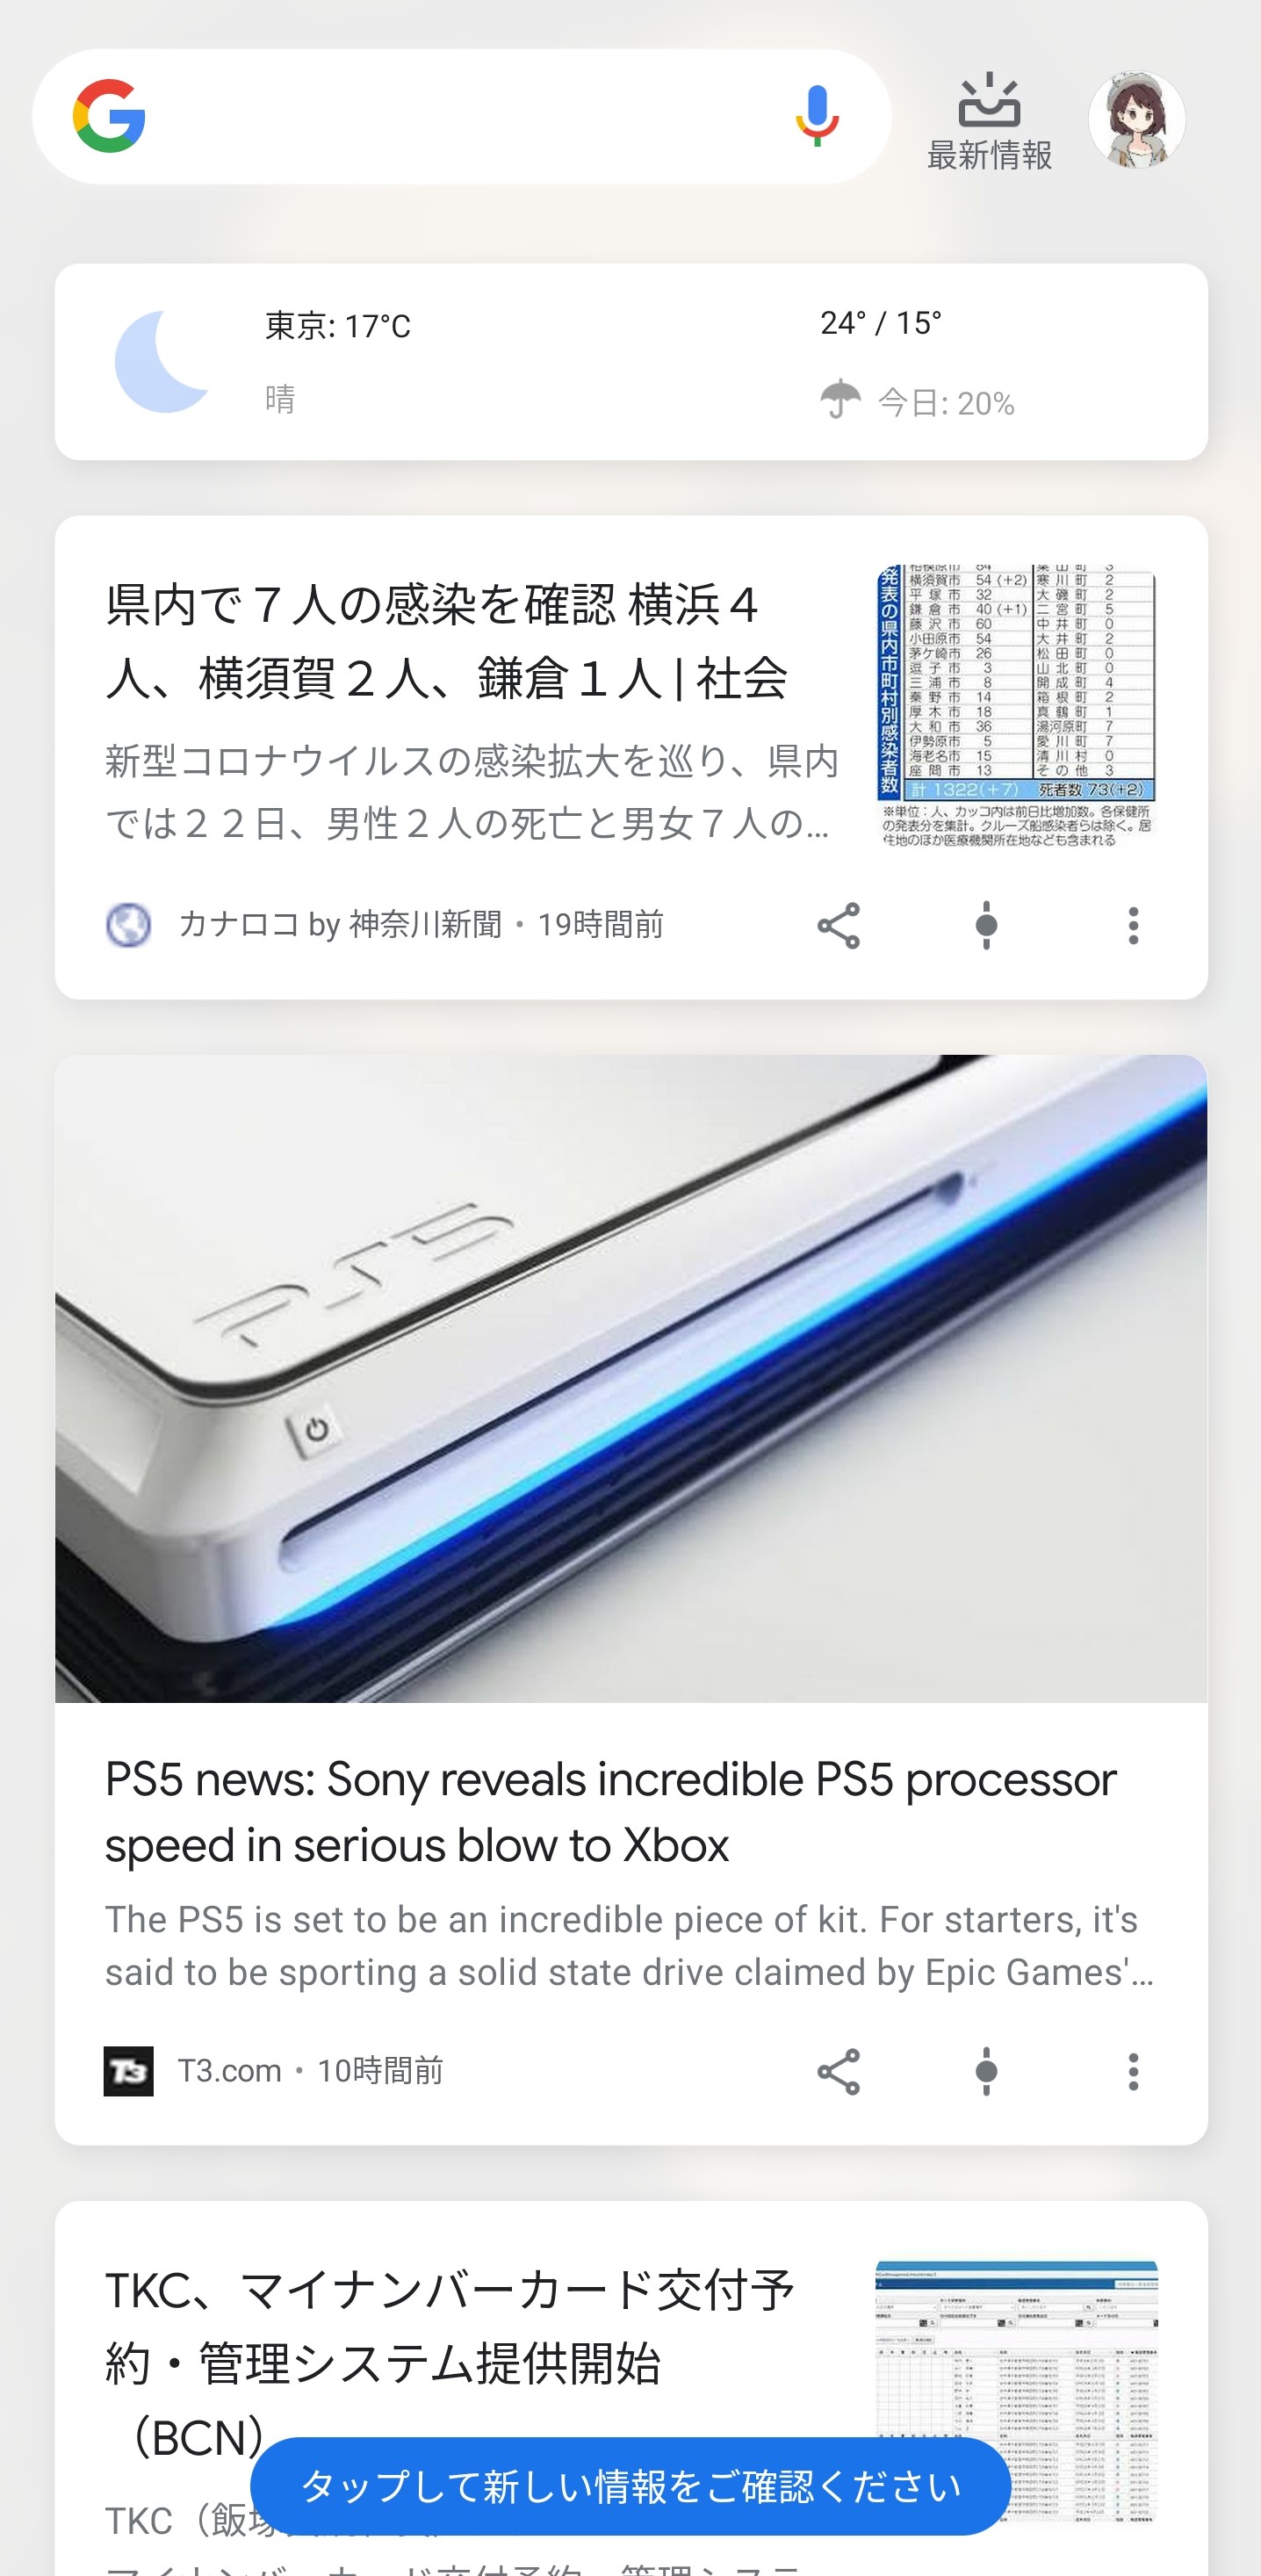 最新情報
東京: 17°C
24° / 15°
晴
今日: 20%
県内で７人の感染を確認 横浜４
人、横須賀２人、鎌倉１人 | 社会
新型コロナウイルスの感染拡大を巡り、県内
では２２日、男性２人の死亡と男女７人の...
発表の県内市町村別感染者数
横須賀市 54 (+2) 寒川町 2
平塚市 32 大磯町 2
鎌倉市 40 (+1) 二宮町 5
藤沢市 60 中井町 0
小田原市 54 大井町 2
茅ケ崎市 26 松田町 0
逗子市 3 山北町 0
三浦市 8 開成町 4
秦野市 14 箱根町 2
厚木市 18 真鶴町 1
大和市 36 湯河原町 7
伊勢原市 5 愛川町 7
海老名市 15 清川村 0
座間市 13 その他 3
計 1322(+7) 死者数 73(+2)
※単位：人、カッコ内は前日比増加数。各保健所
の発表分を集計。クルーズ船感染者らは除く。居
住地のほか医療機関所在地なども含まれる
カナロコ by 神奈川新聞・19時間前
PS5
PS5 news: Sony reveals incredible PS5 processor
speed in serious blow to Xbox
The PS5 is set to be an incredible piece of kit. For starters, it's
said to be sporting a solid state drive claimed by Epic Games'...
T3
T3.com・10時間前
TKC、マイナンバーカード交付予
約・管理システム提供開始
（BCN）
タップして新しい情報をご確認ください
TKC（飯塚
マイナンバーカード交付予約・管理システ